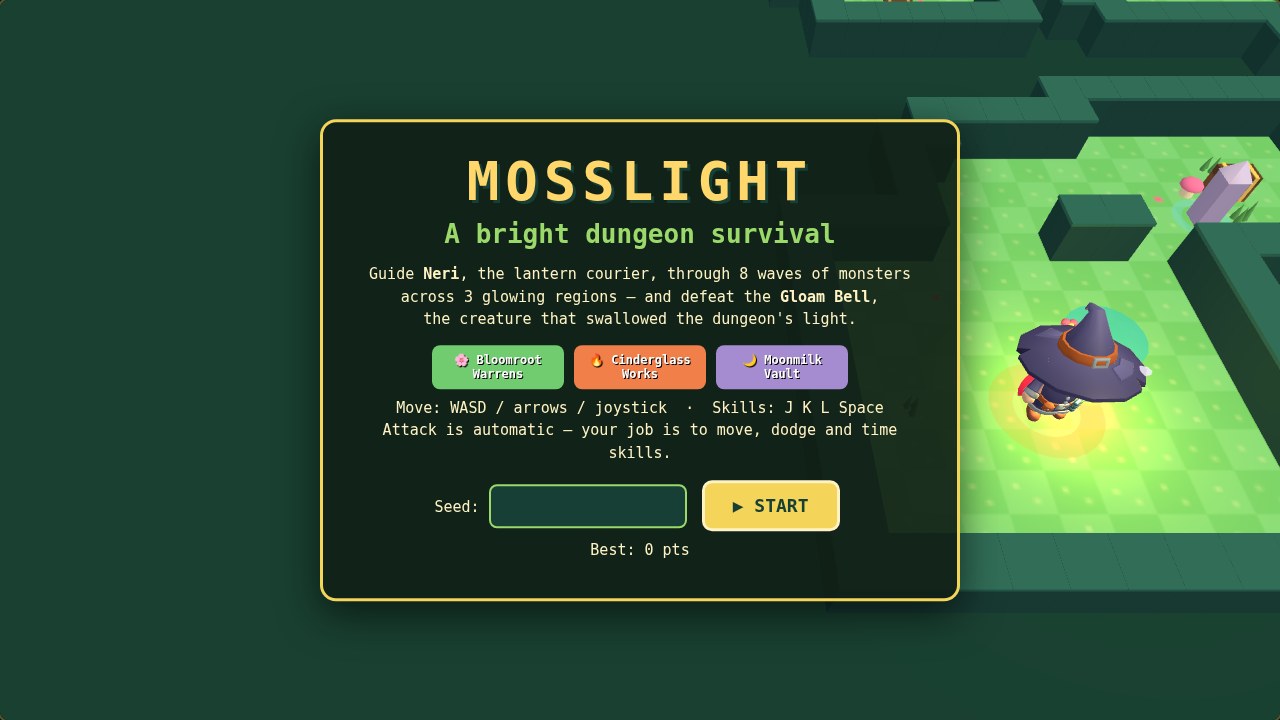 MOSSLIGHT
A bright dungeon survival
Guide Neri, the lantern courier, through 8 waves of monsters
across 3 glowing regions — and defeat the Gloam Bell,
the creature that swallowed the dungeon's light.
🌸 Bloomroot Warrens
🔥 Cinderglass Works
🌙 Moonmilk Vault
Move: WASD / arrows / joystick · Skills: J K L Space
Attack is automatic — your job is to move, dodge and time
skills.
Seed:
▶ START
Best: 0 pts